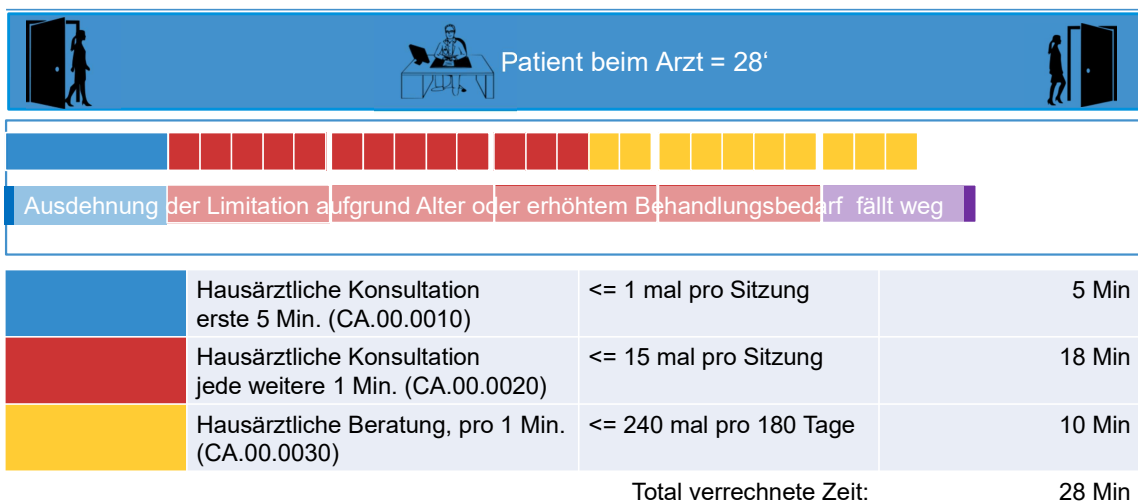 Patient beim Arzt = 28‘
Ausdehnung der Limitation aufgrund Alter oder erhöhtem Behandlungsbedarf fällt weg
Hausärztliche Konsultation
erste 5 Min. (CA.00.0010)
<= 1 mal pro Sitzung
5 Min
Hausärztliche Konsultation
jede weitere 1 Min. (CA.00.0020)
<= 15 mal pro Sitzung
18 Min
Hausärztliche Beratung, pro 1 Min.
(CA.00.0030)
<= 240 mal pro 180 Tage
10 Min
Total verrechnete Zeit:
28 Min